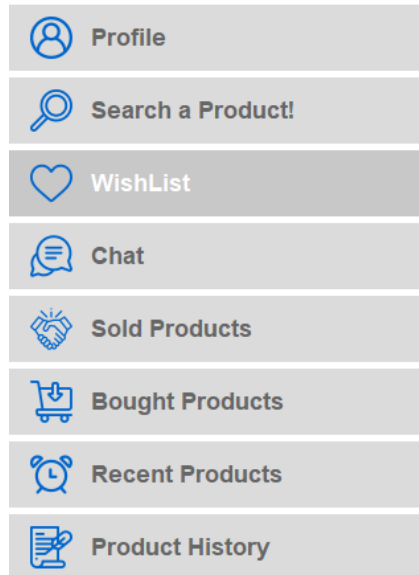 Profile
Search a Product!
WishList
Chat
Sold Products
Bought Products
Recent Products
Product History